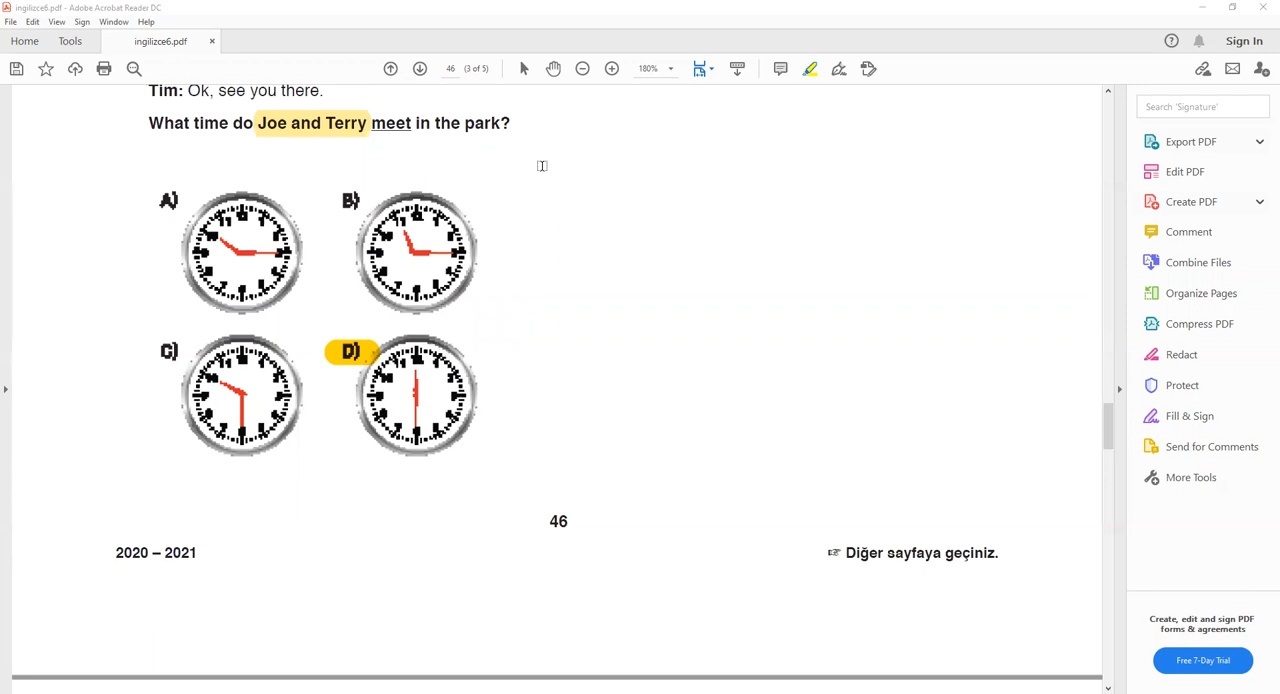 ingilizce6.pdf - Adobe Acrobat Reader DC
File Edit View Sign Window Help
Home Tools ingilizce6.pdf × Sign In
46 (3 of 5) 180%
Tim: Ok, see you there.
What time do Joe and Terry meet in the park?
A) B)
C) D)
46
2020 – 2021
☞ Diğer sayfaya geçiniz.
Search 'Signature'
Export PDF
Edit PDF
Create PDF
Comment
Combine Files
Organize Pages
Compress PDF
Redact
Protect
Fill & Sign
Send for Comments
More Tools
Create, edit and sign PDF
forms & agreements
Free 7-Day Trial